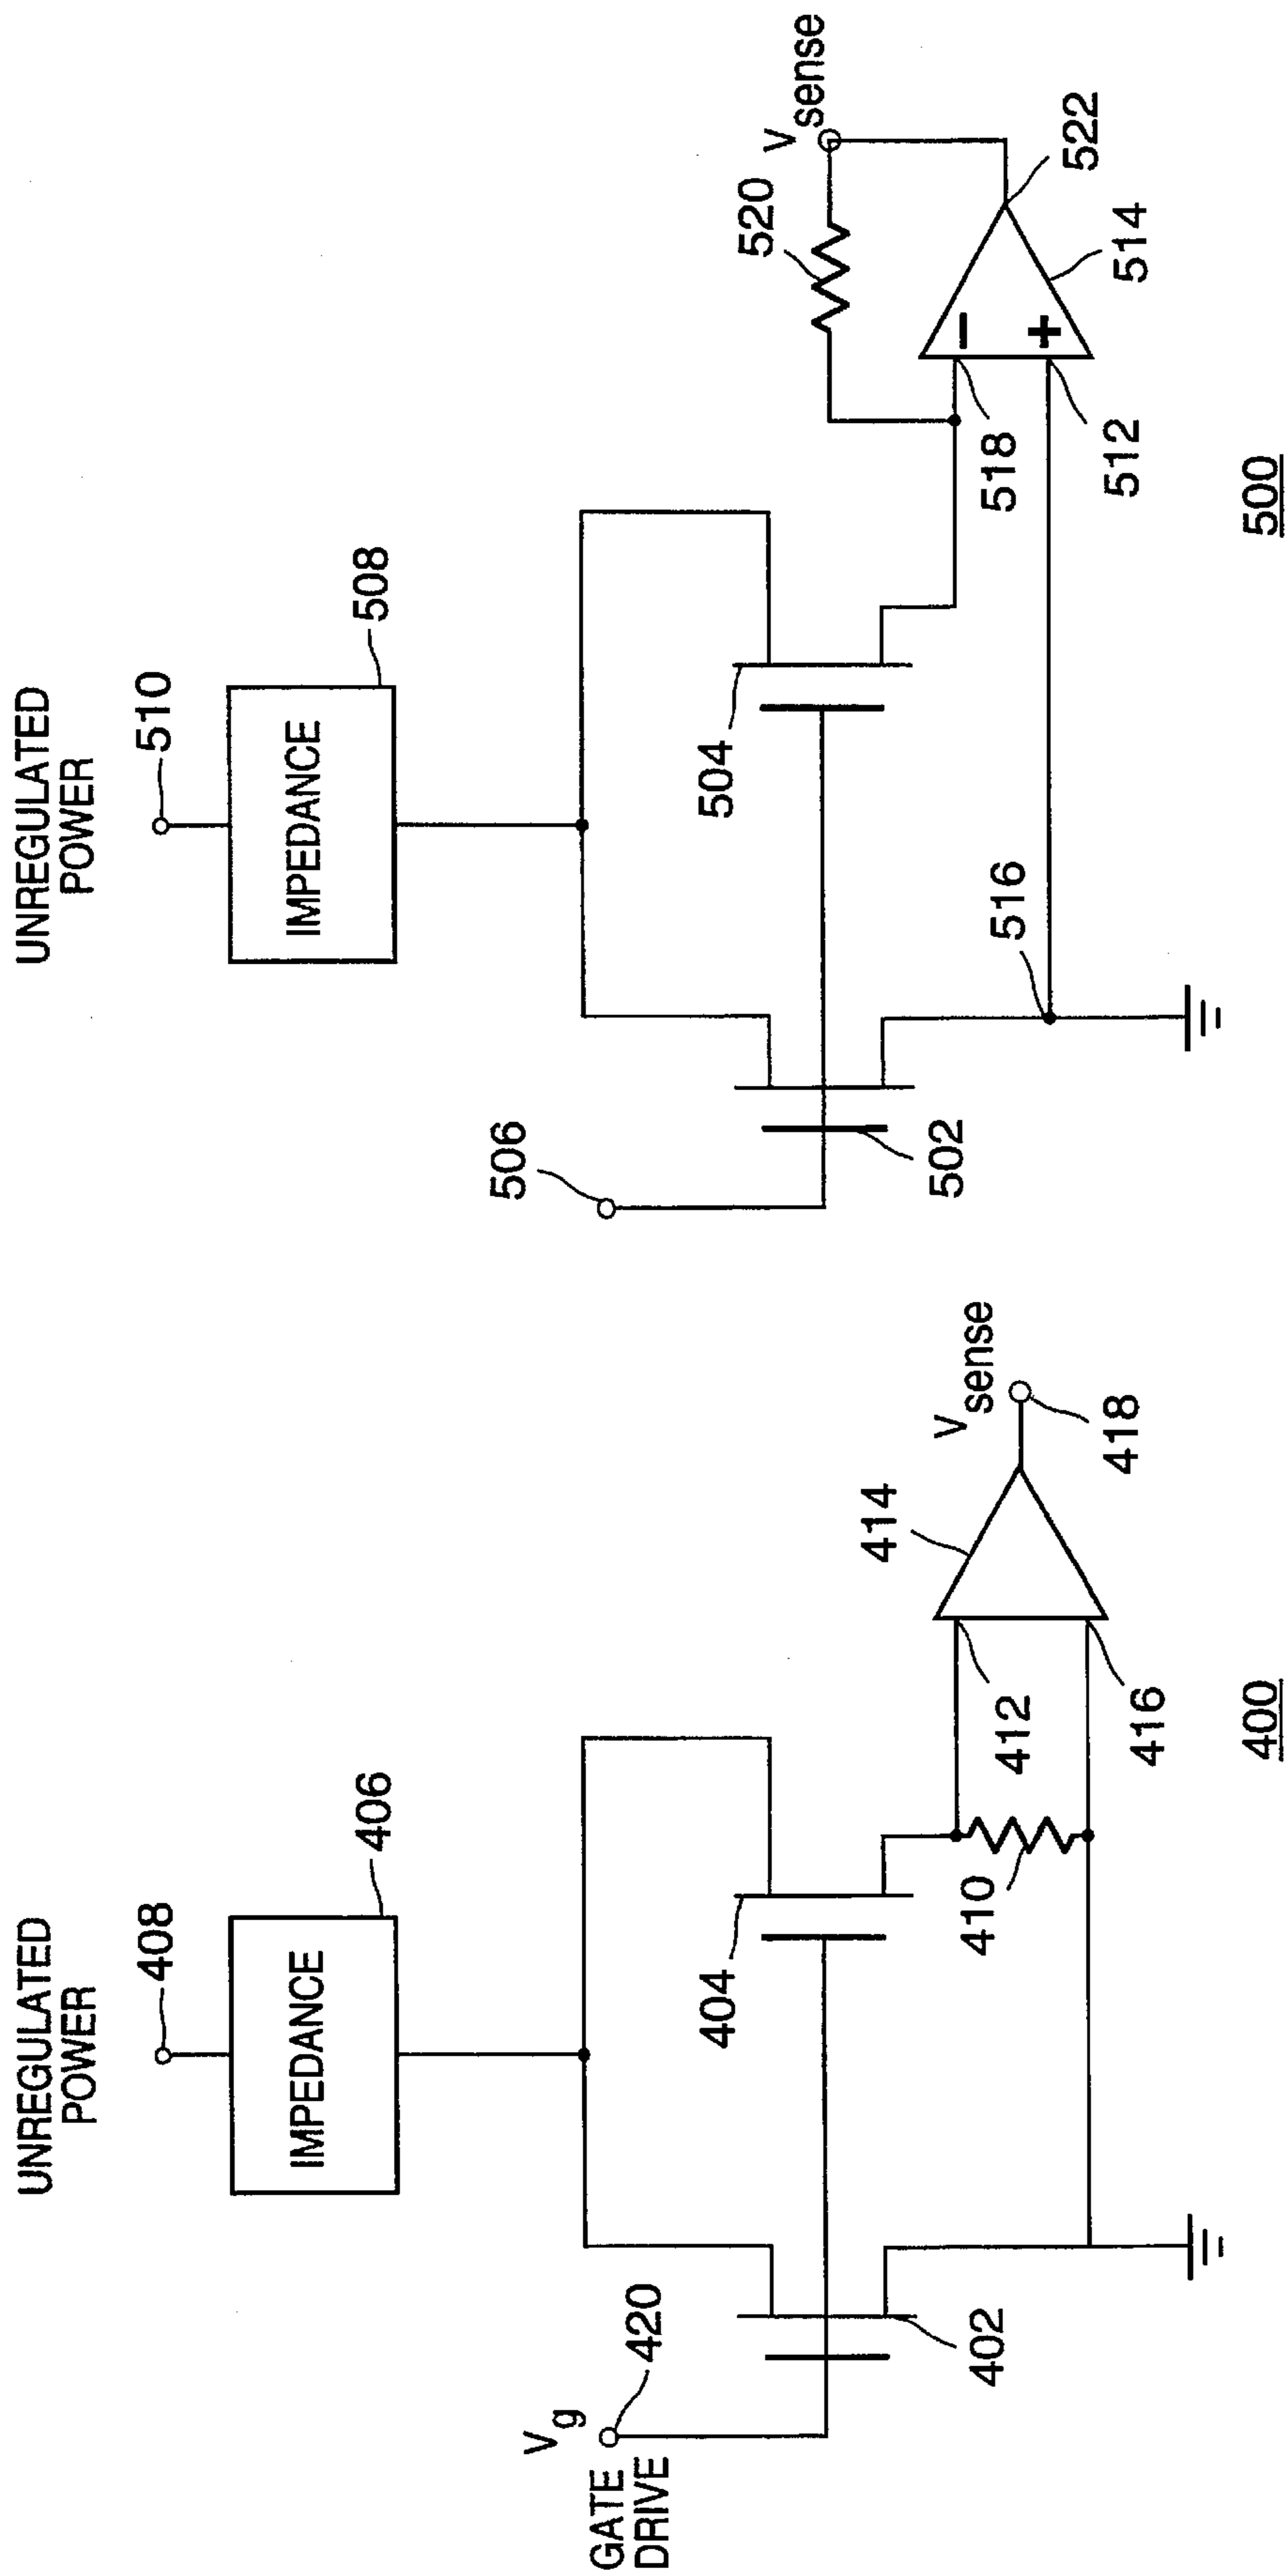 UNREGULATED
POWER
408
IMPEDANCE
406
V
g
GATE
DRIVE
420
402
404
410
412
414
416
V
sense
418
400
UNREGULATED
POWER
510
IMPEDANCE
508
506
502
504
516
520
V
sense
518
−
+
512
514
522
500